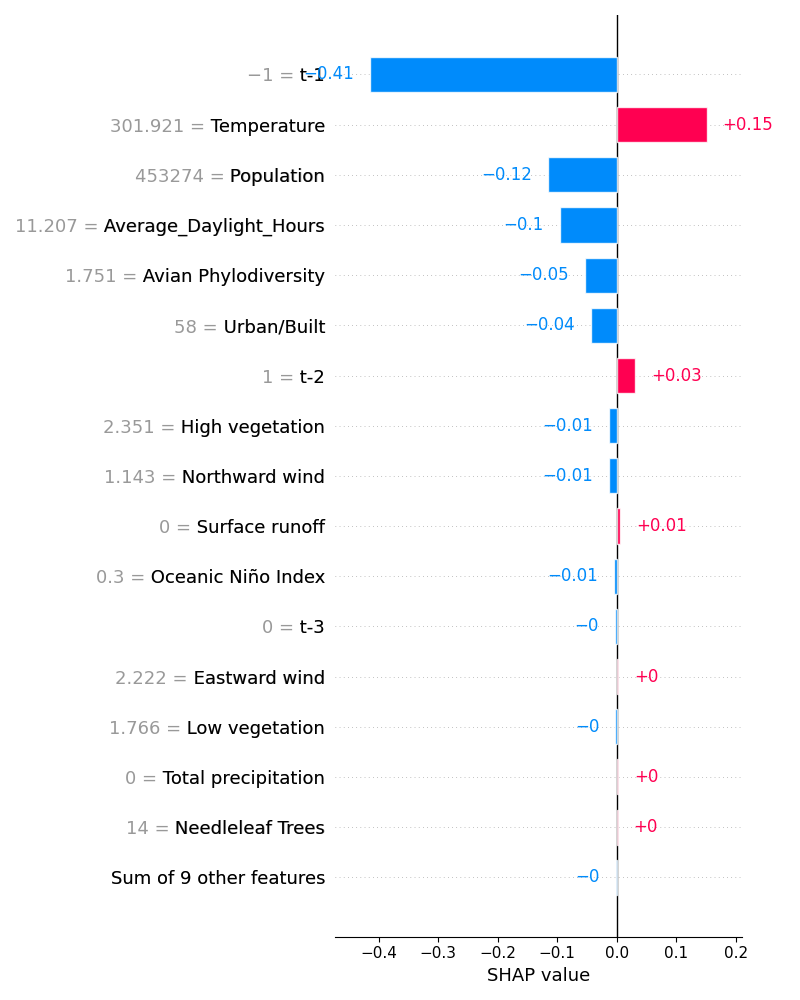 −1 = t-1 −0.41
301.921 = Temperature +0.15
453274 = Population −0.12
11.207 = Average_Daylight_Hours −0.1
1.751 = Avian Phylodiversity −0.05
58 = Urban/Built −0.04
1 = t-2 +0.03
2.351 = High vegetation −0.01
1.143 = Northward wind −0.01
0 = Surface runoff +0.01
0.3 = Oceanic Niño Index −0.01
0 = t-3 −0
2.222 = Eastward wind +0
1.766 = Low vegetation −0
0 = Total precipitation +0
14 = Needleleaf Trees +0
Sum of 9 other features −0
−0.4 −0.3 −0.2 −0.1 0.0 0.1 0.2
SHAP value